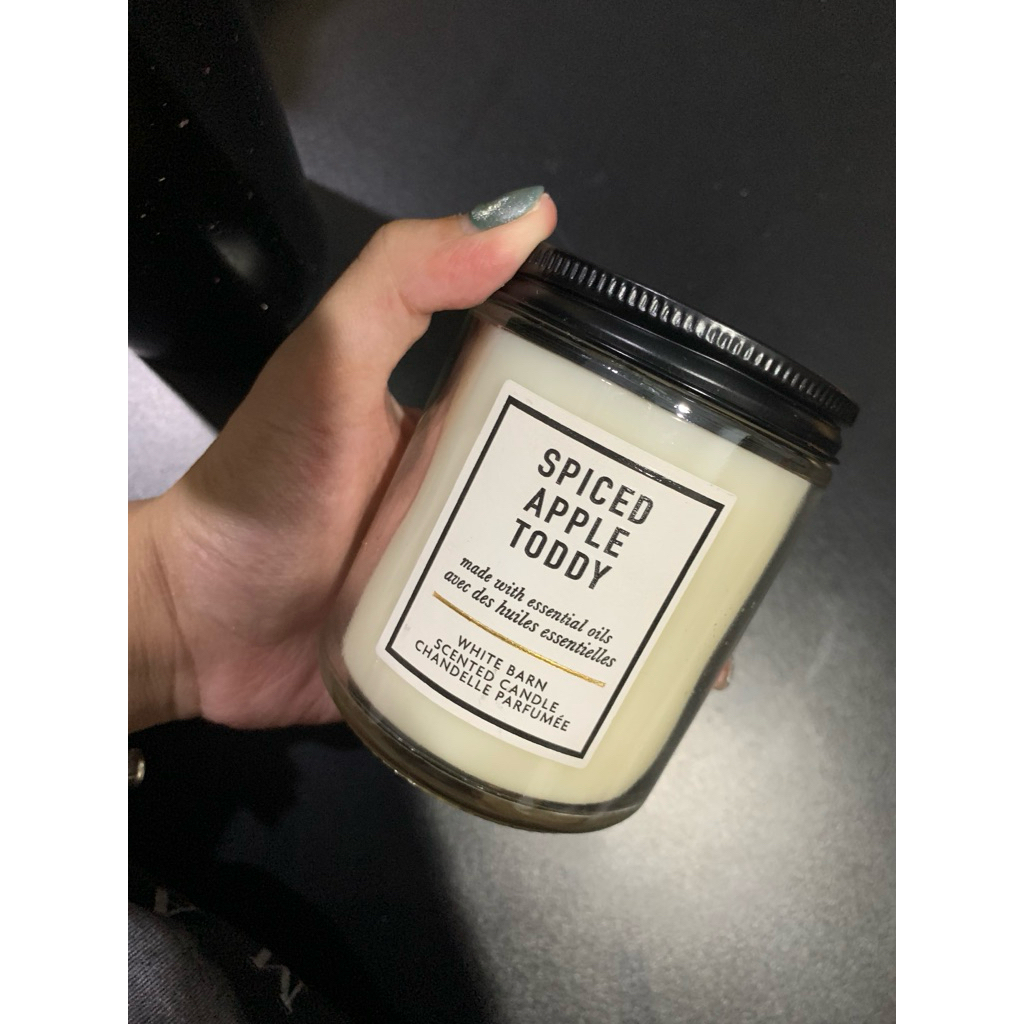 SPICED
APPLE
TODDY
made with essential oils
avec des huiles essentielles
WHITE BARN
SCENTED CANDLE
CHANDELLE PARFUMÉE